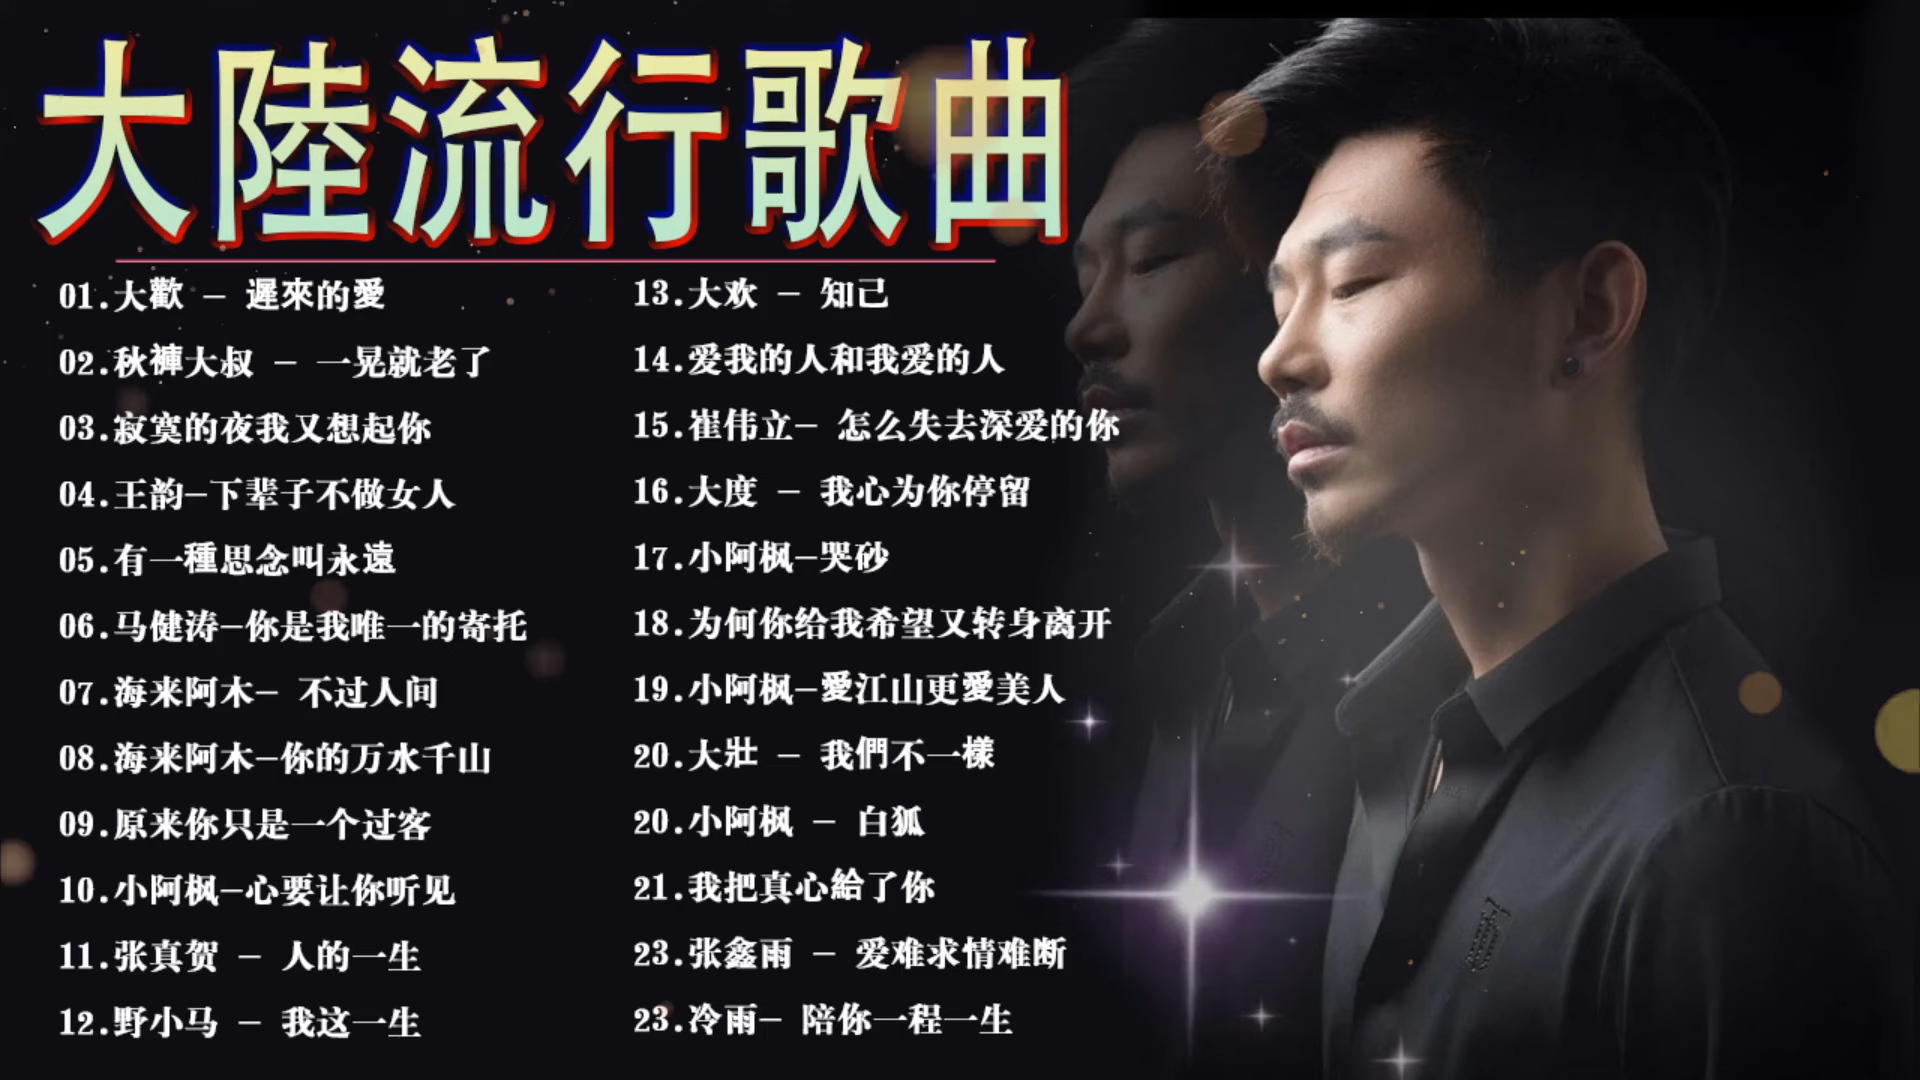 大陸流行歌曲
01.大歡 – 遲來的愛
02.秋褲大叔 – 一晃就老了
03.寂寞的夜我又想起你
04.王韵–下辈子不做女人
05.有一種思念叫永遠
06.马健涛–你是我唯一的寄托
07.海来阿木– 不过人间
08.海来阿木–你的万水千山
09.原来你只是一个过客
10.小阿枫–心要让你听见
11.张真贺 – 人的一生
12.野小马 – 我这一生
13.大欢 – 知己
14.爱我的人和我爱的人
15.崔伟立– 怎么失去深爱的你
16.大度 – 我心为你停留
17.小阿枫–哭砂
18.为何你给我希望又转身离开
19.小阿枫–愛江山更愛美人
20.大壯 – 我們不一樣
20.小阿枫 – 白狐
21.我把真心給了你
23.张鑫雨 – 爱难求情难断
23.冷雨– 陪你一程一生